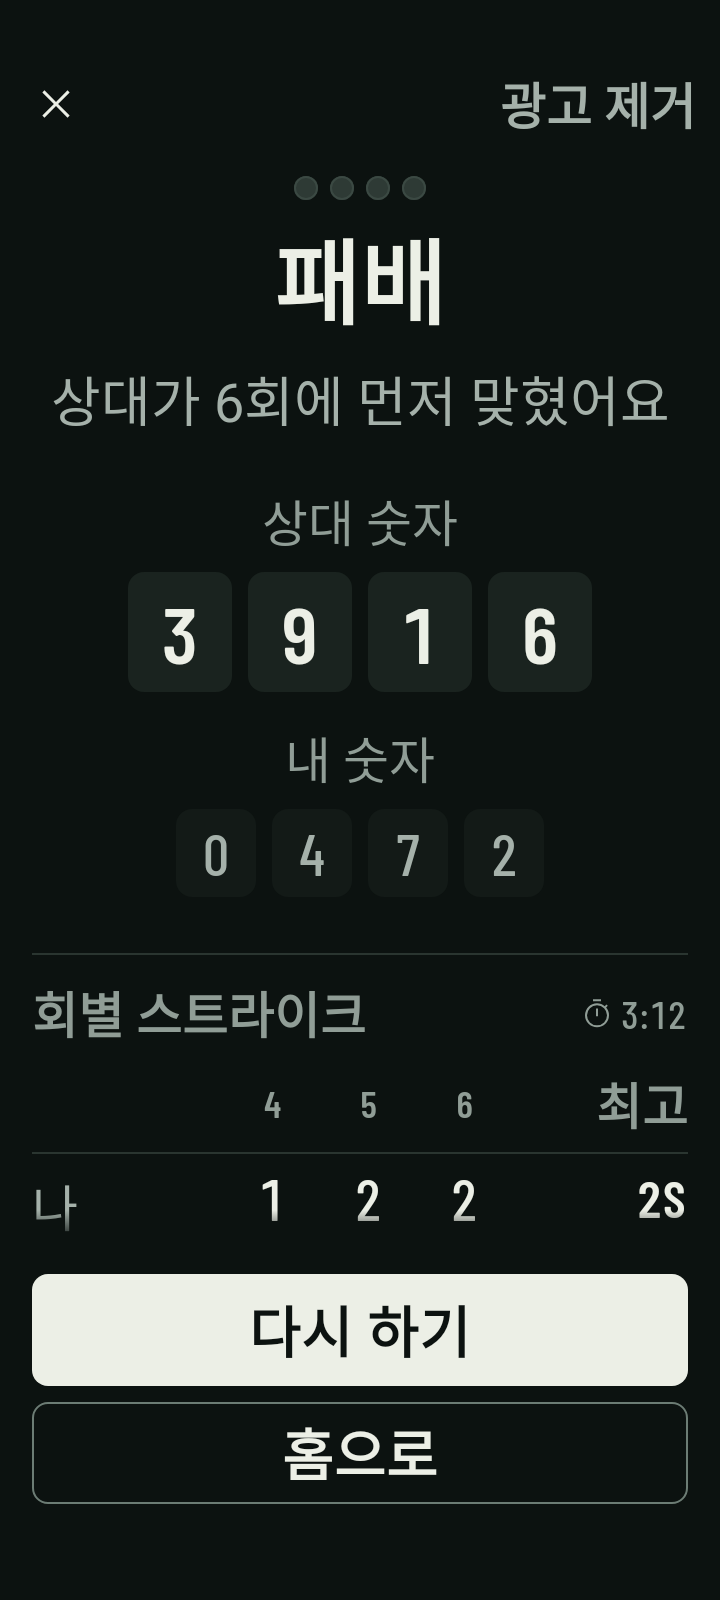 광고 제거
패배
상대가 6회에 먼저 맞혔어요
상대 숫자
3 9 1 6
내 숫자
0 4 7 2
회별 스트라이크 3:12
4 5 6 최고
나 1 2 2 2S
다시 하기
홈으로